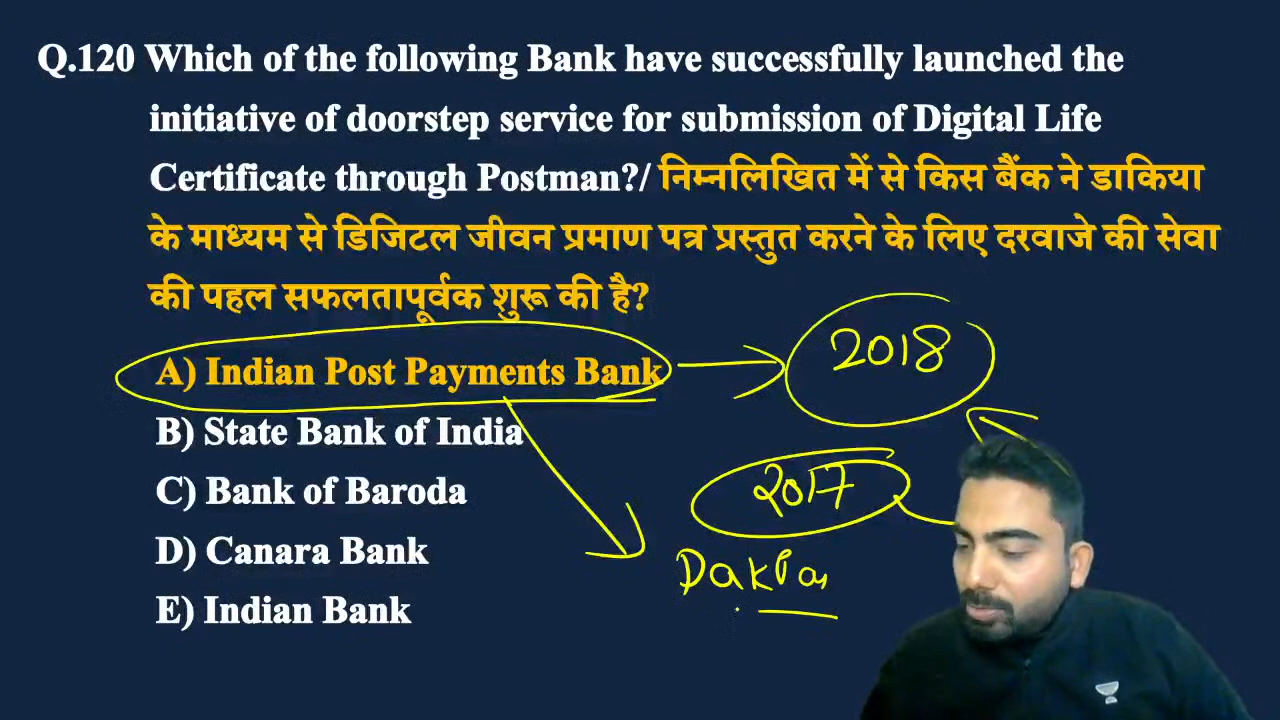 Q.120 Which of the following Bank have successfully launched the
initiative of doorstep service for submission of Digital Life
Certificate through Postman?/ निम्नलिखित में से किस बैंक ने डाकिया
के माध्यम से डिजिटल जीवन प्रमाण पत्र प्रस्तुत करने के लिए दरवाजे की सेवा
की पहल सफलतापूर्वक शुरू की है?
A) Indian Post Payments Bank
2018
B) State Bank of India
C) Bank of Baroda
2017
D) Canara Bank
E) Indian Bank